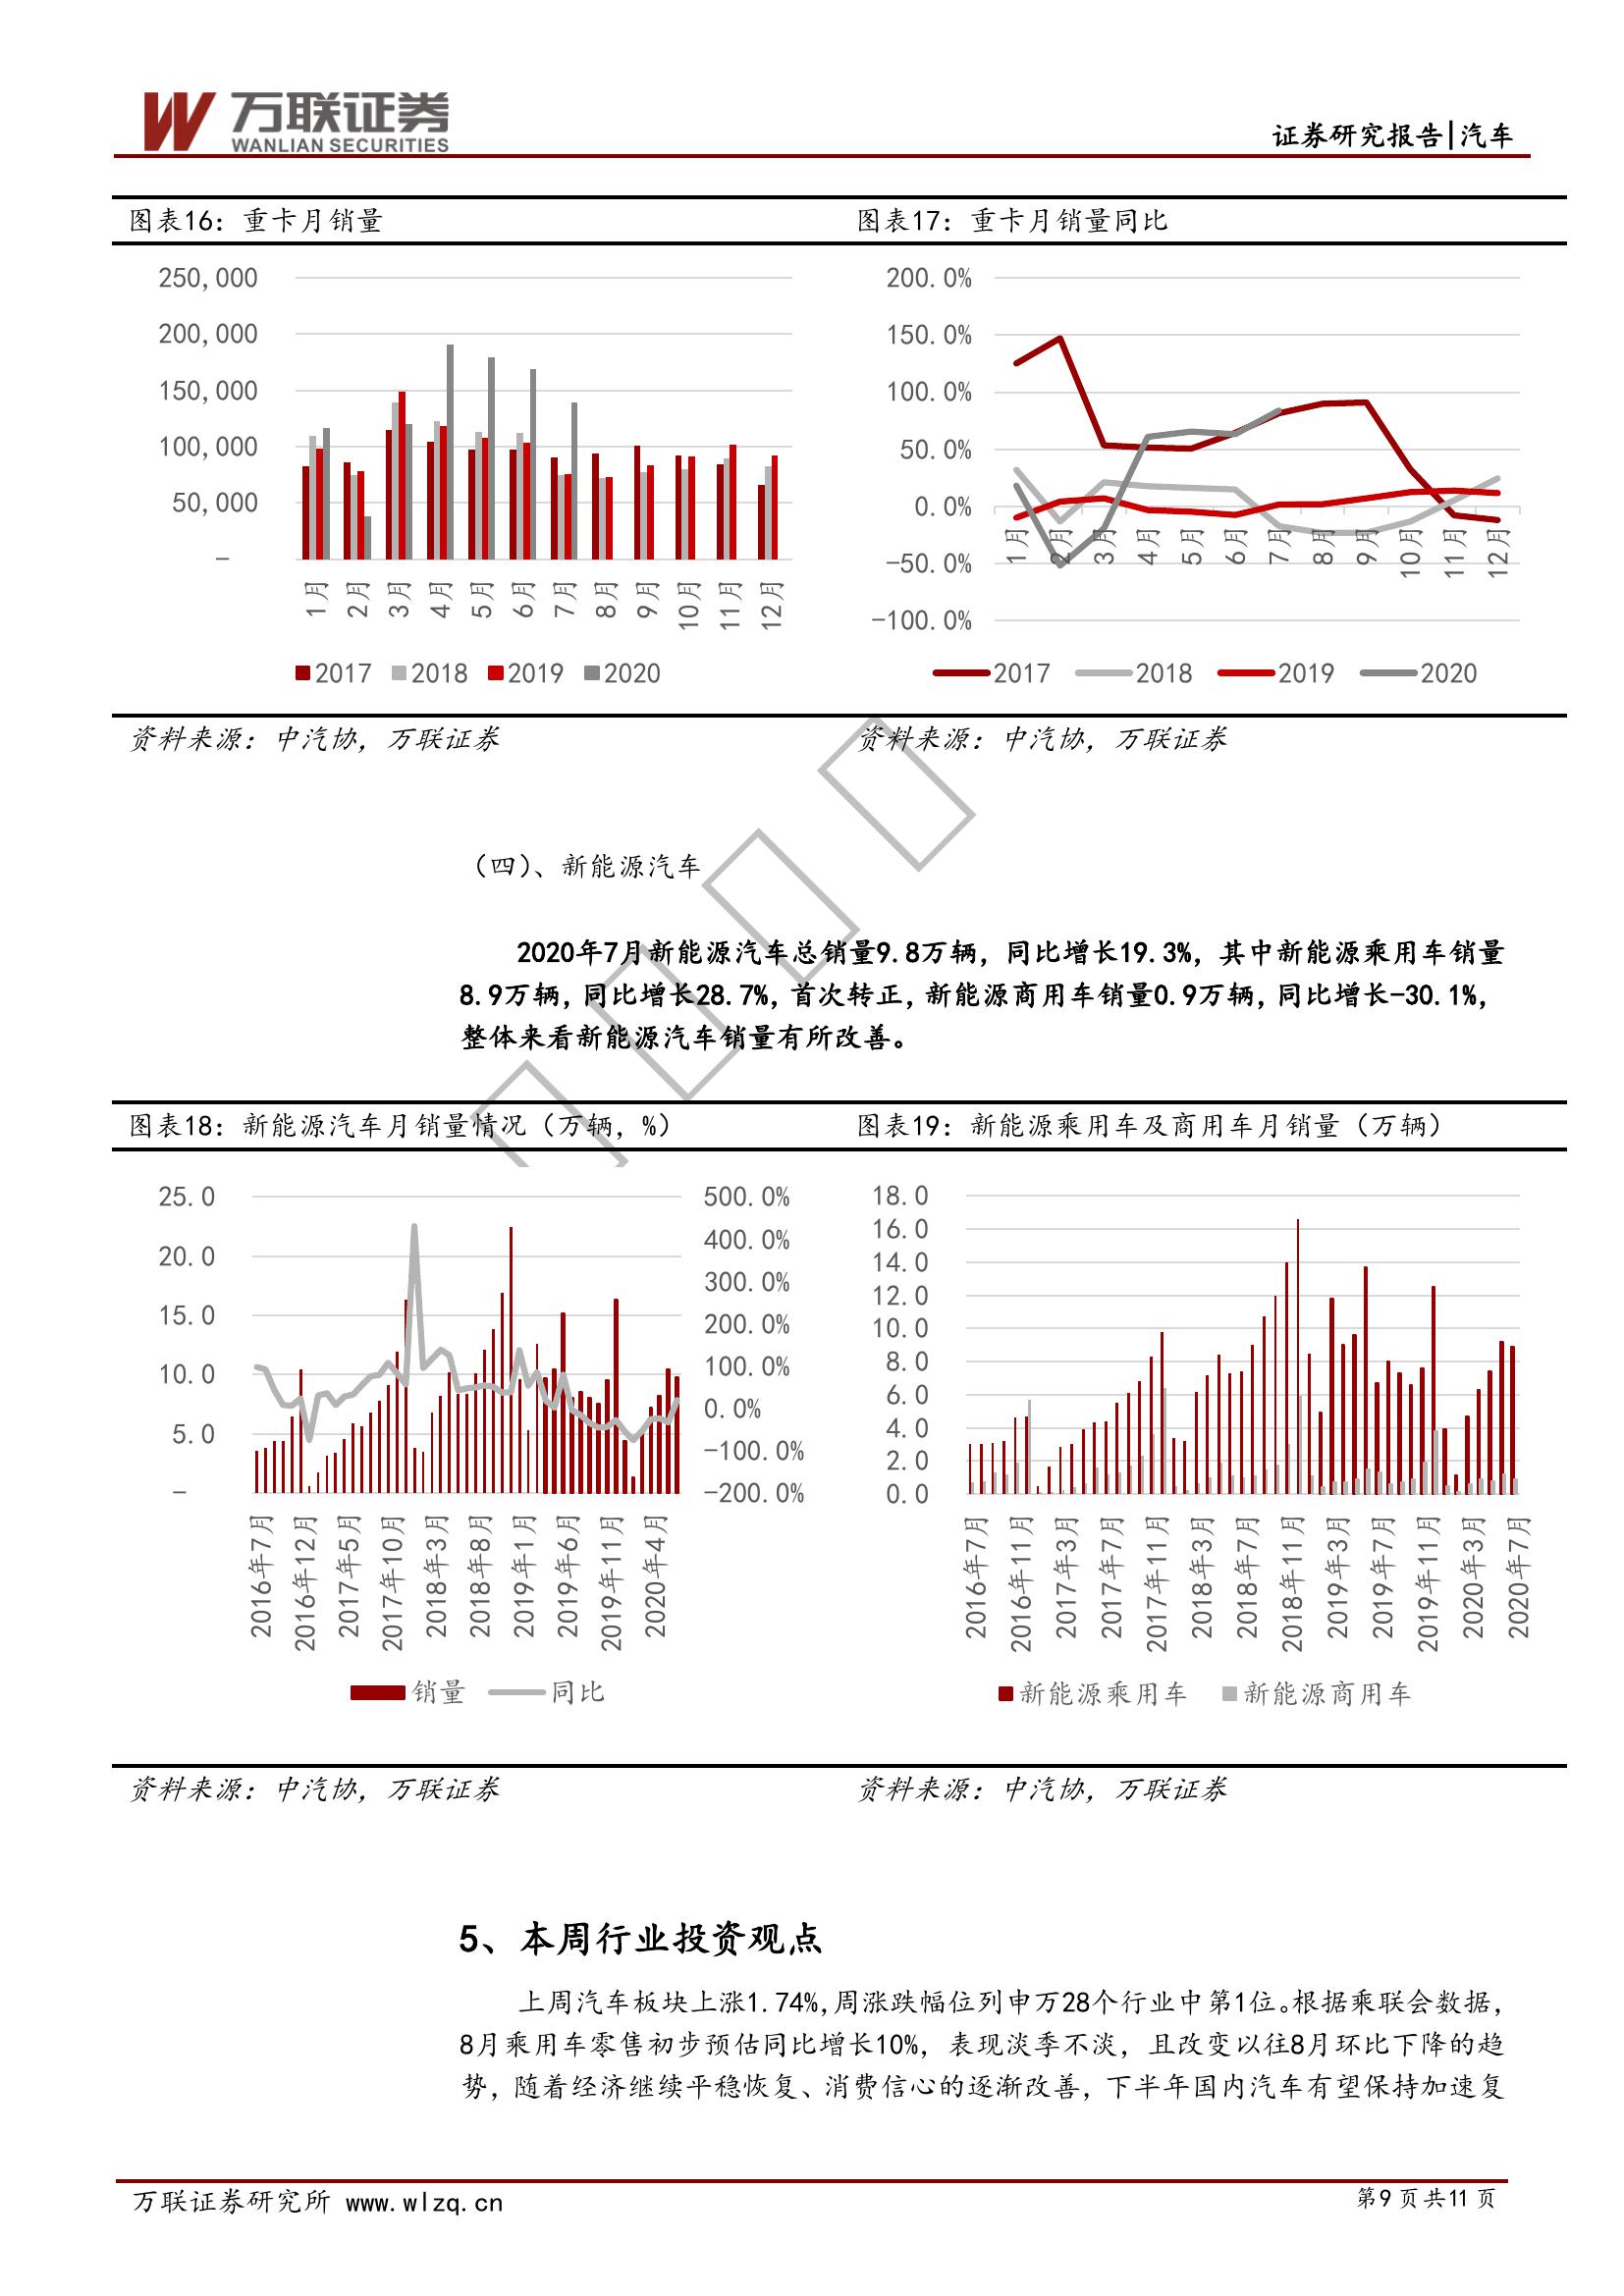 万联证券
WANLIAN SECURITIES
证券研究报告|汽车
图表16：重卡月销量
图表17：重卡月销量同比
250,000
200,000
150,000
100,000
50,000
-
1月 2月 3月 4月 5月 6月 7月 8月 9月 10月 11月 12月
2017 2018 2019 2020
200.0%
150.0%
100.0%
50.0%
0.0%
-50.0%
-100.0%
1月 2月 3月 4月 5月 6月 7月 8月 9月 10月 11月 12月
2017 2018 2019 2020
资料来源：中汽协，万联证券
资料来源：中汽协，万联证券
（四）、新能源汽车
2020年7月新能源汽车总销量9.8万辆，同比增长19.3%，其中新能源乘用车销量
8.9万辆，同比增长28.7%，首次转正，新能源商用车销量0.9万辆，同比增长-30.1%，
整体来看新能源汽车销量有所改善。
图表18：新能源汽车月销量情况（万辆，%）
图表19：新能源乘用车及商用车月销量（万辆）
25.0
20.0
15.0
10.0
5.0
-
500.0%
400.0%
300.0%
200.0%
100.0%
0.0%
-100.0%
-200.0%
2016年7月 2016年12月 2017年5月 2017年10月 2018年3月 2018年8月 2019年1月 2019年6月 2019年11月 2020年4月
销量 同比
18.0
16.0
14.0
12.0
10.0
8.0
6.0
4.0
2.0
0.0
2016年7月 2016年11月 2017年3月 2017年7月 2017年11月 2018年3月 2018年7月 2018年11月 2019年3月 2019年7月 2019年11月 2020年3月 2020年7月
新能源乘用车 新能源商用车
资料来源：中汽协，万联证券
资料来源：中汽协，万联证券
5、本周行业投资观点
上周汽车板块上涨1.74%,周涨跌幅位列申万28个行业中第1位。根据乘联会数据，
8月乘用车零售初步预估同比增长10%，表现淡季不淡，且改变以往8月环比下降的趋
势，随着经济继续平稳恢复、消费信心的逐渐改善，下半年国内汽车有望保持加速复
万联证券研究所 www.wlzq.cn
第9页共11页